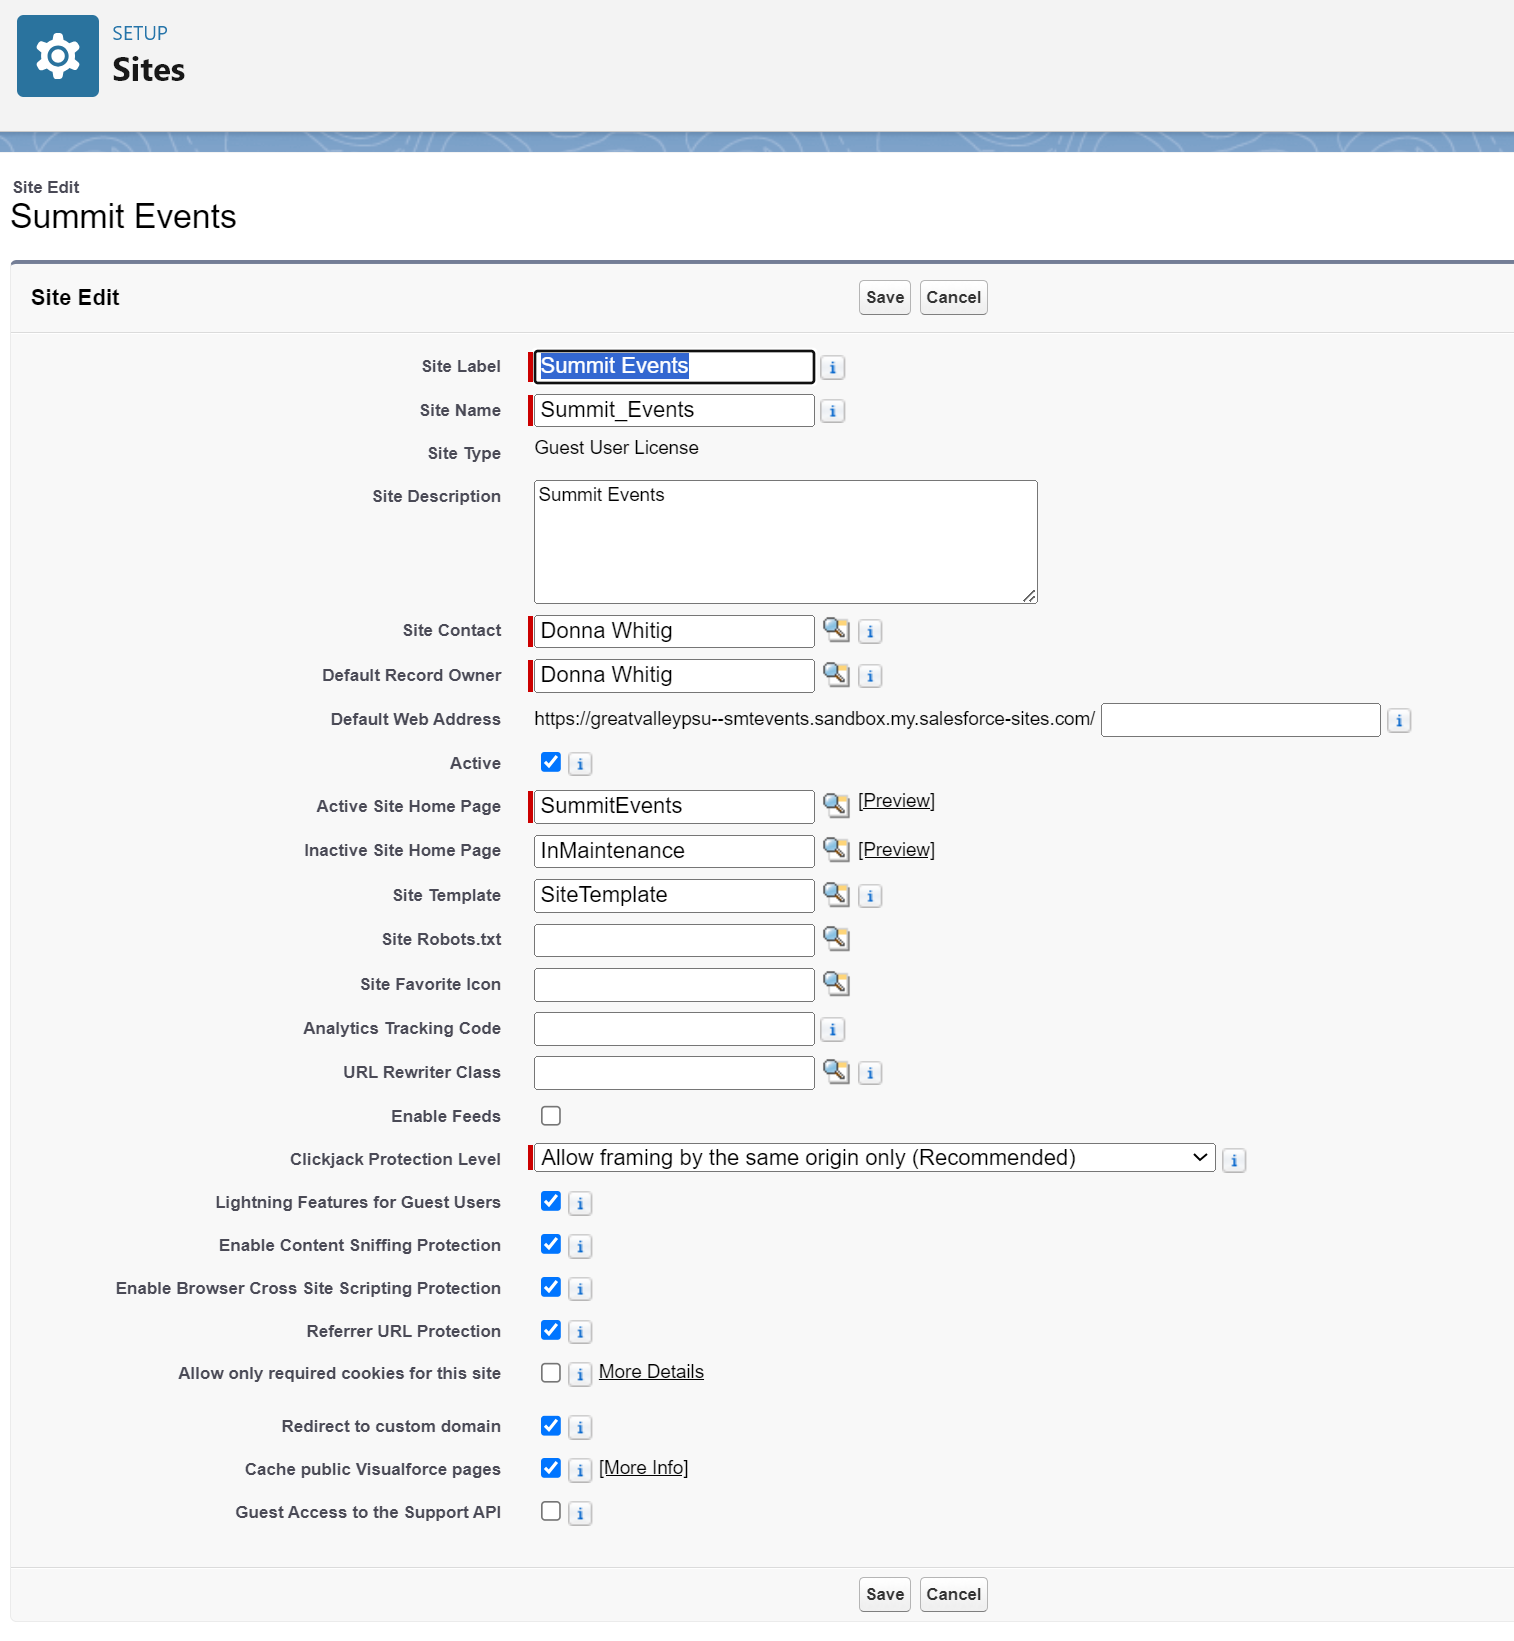 SETUP
Sites
Site Edit
Summit Events
Site Edit
Save Cancel
Site Label Summit Events
Site Name Summit_Events
Site Type Guest User License
Site Description Summit Events
Site Contact Donna Whitig
Default Record Owner Donna Whitig
Default Web Address https://greatvalleypsu--smtevents.sandbox.my.salesforce-sites.com/
Active
Active Site Home Page SummitEvents [Preview]
Inactive Site Home Page InMaintenance [Preview]
Site Template SiteTemplate
Site Robots.txt
Site Favorite Icon
Analytics Tracking Code
URL Rewriter Class
Enable Feeds
Clickjack Protection Level Allow framing by the same origin only (Recommended)
Lightning Features for Guest Users
Enable Content Sniffing Protection
Enable Browser Cross Site Scripting Protection
Referrer URL Protection
Allow only required cookies for this site More Details
Redirect to custom domain
Cache public Visualforce pages [More Info]
Guest Access to the Support API
Save Cancel